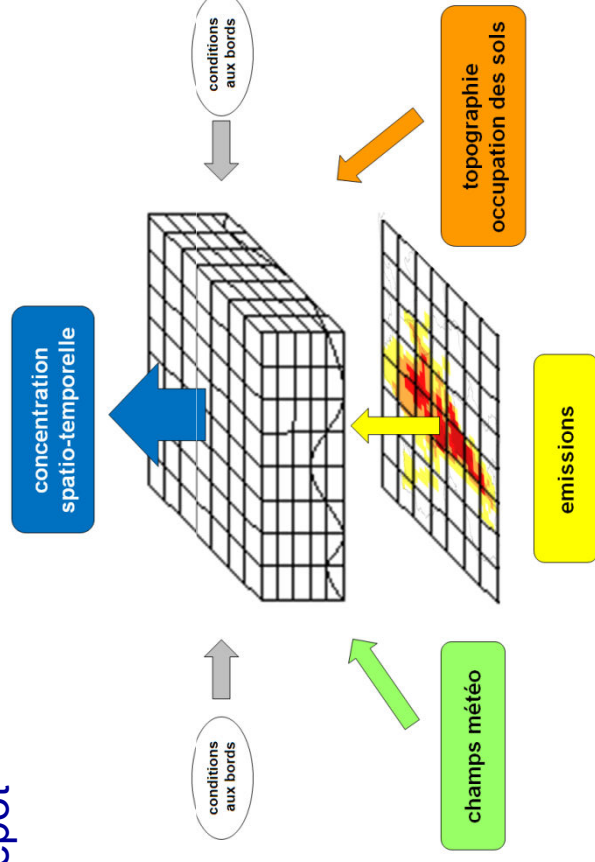 concentration
spatio-temporelle
conditions
aux bords
conditions
aux bords
champs météo
emissions
topographie
occupation des sols